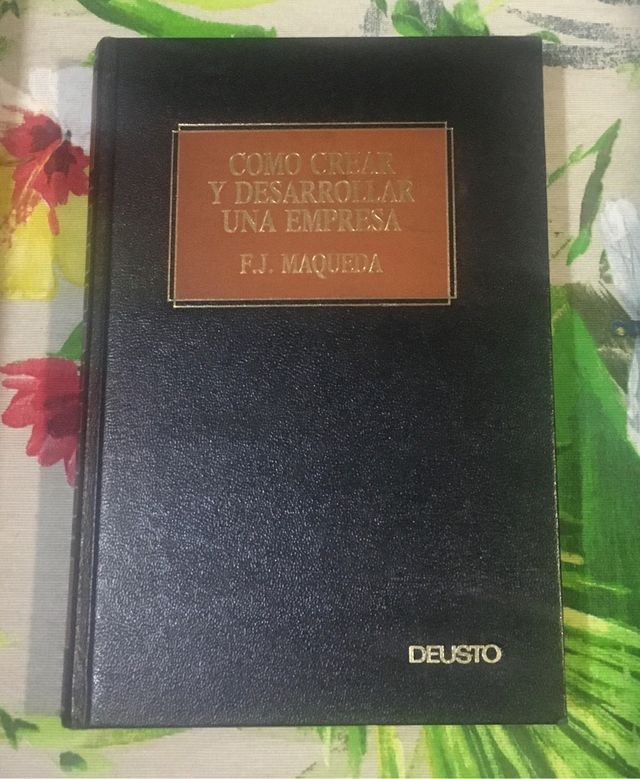 COMO CREAR
Y DESARROLLAR
UNA EMPRESA
F.J. MAQUEDA
DEUSTO